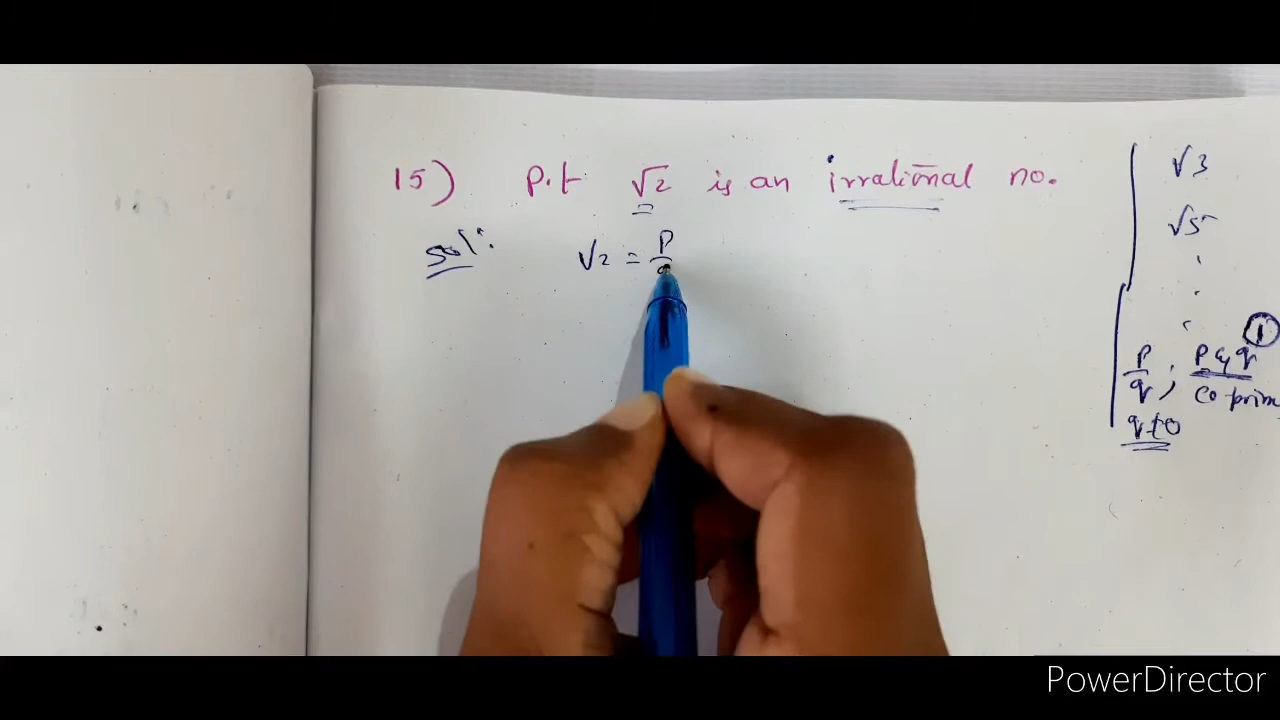 15) P.t √2 is an irrational no.
Sol: √2 = P/q
√3
√5
.
.
.
①
P/q ; P & q
co-prim
q≠0
PowerDirector